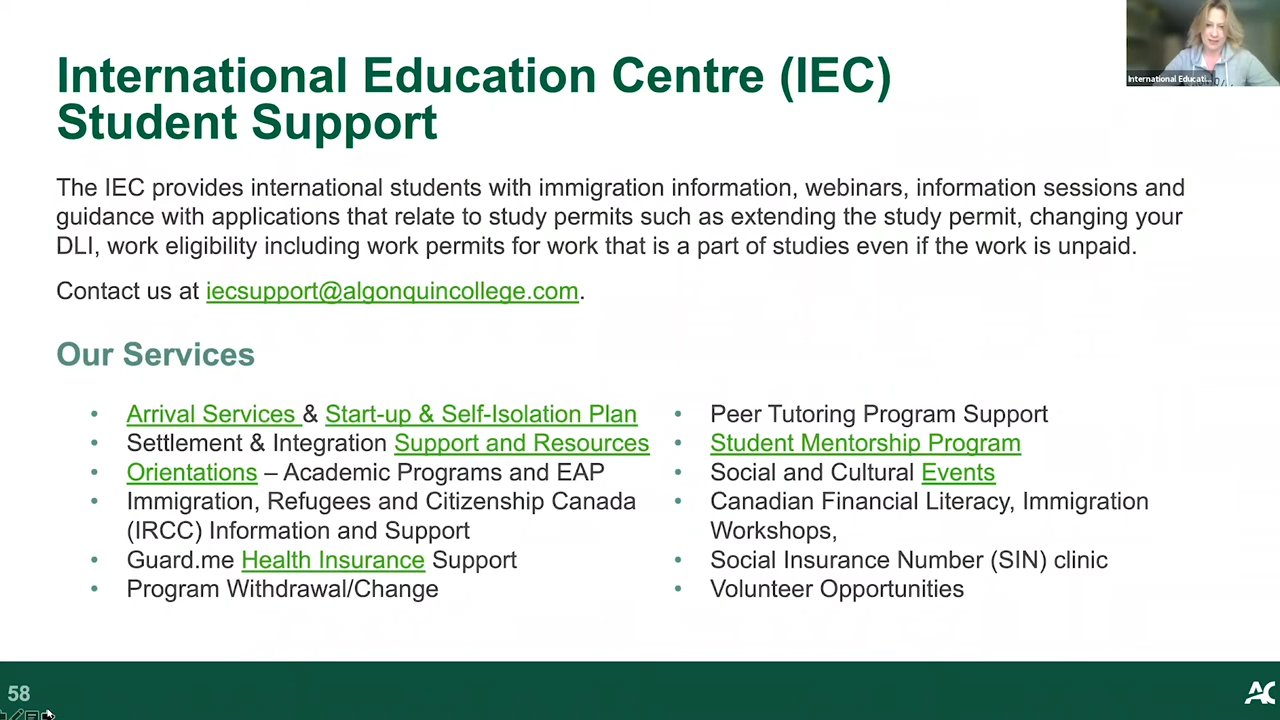 International Education Centre (IEC)
Student Support
International Educati...
The IEC provides international students with immigration information, webinars, information sessions and
guidance with applications that relate to study permits such as extending the study permit, changing your
DLI, work eligibility including work permits for work that is a part of studies even if the work is unpaid.
Contact us at iecsupport@algonquincollege.com.
Our Services
• Arrival Services & Start-up & Self-Isolation Plan
• Settlement & Integration Support and Resources
• Orientations – Academic Programs and EAP
• Immigration, Refugees and Citizenship Canada
(IRCC) Information and Support
• Guard.me Health Insurance Support
• Program Withdrawal/Change
• Peer Tutoring Program Support
• Student Mentorship Program
• Social and Cultural Events
• Canadian Financial Literacy, Immigration
Workshops,
• Social Insurance Number (SIN) clinic
• Volunteer Opportunities
58
AC